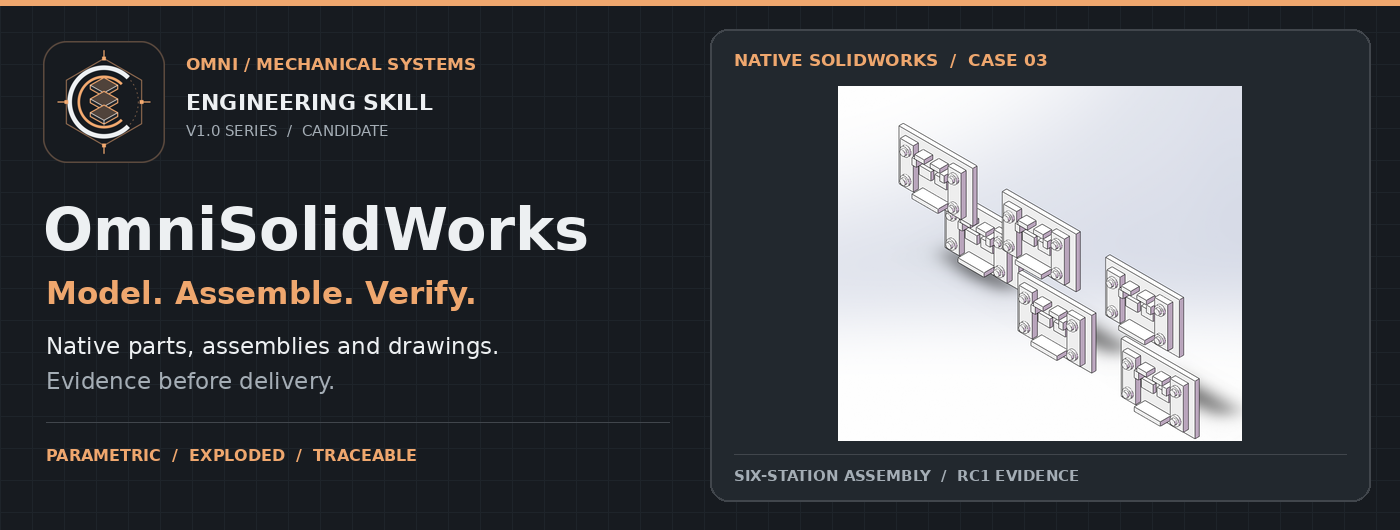 OMNI / MECHANICAL SYSTEMS
ENGINEERING SKILL
V1.0 SERIES / CANDIDATE
OmniSolidWorks
Model. Assemble. Verify.
Native parts, assemblies and drawings.
Evidence before delivery.
PARAMETRIC / EXPLODED / TRACEABLE
NATIVE SOLIDWORKS / CASE 03
SIX-STATION ASSEMBLY / RC1 EVIDENCE